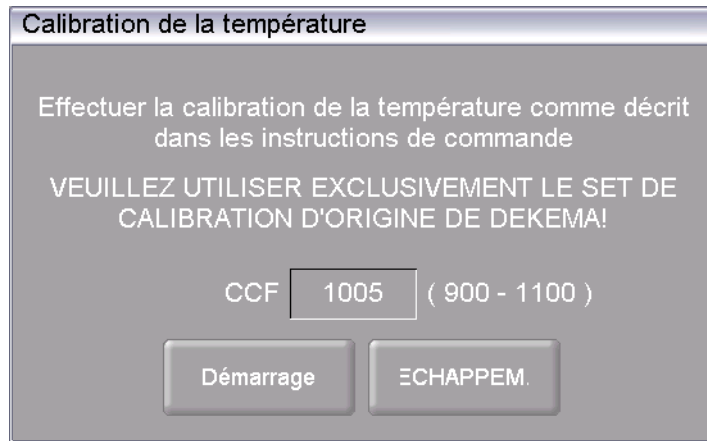 Calibration de la température
Effectuer la calibration de la température comme décrit
dans les instructions de commande
VEUILLEZ UTILISER EXCLUSIVEMENT LE SET DE
CALIBRATION D'ORIGINE DE DEKEMA!
CCF 1005 ( 900 - 1100 )
Démarrage ECHAPPEM.